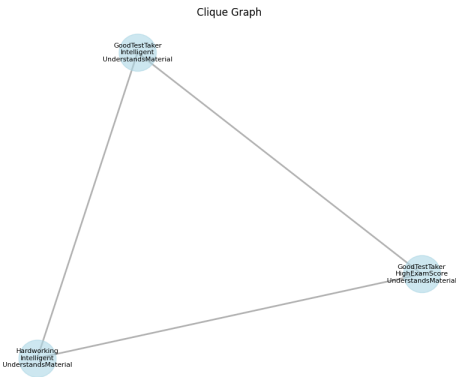 Clique Graph
GoodTestTaker
Intelligent
UnderstandsMaterial
GoodTestTaker
HighExamScore
UnderstandsMaterial
Hardworking
Intelligent
UnderstandsMaterial